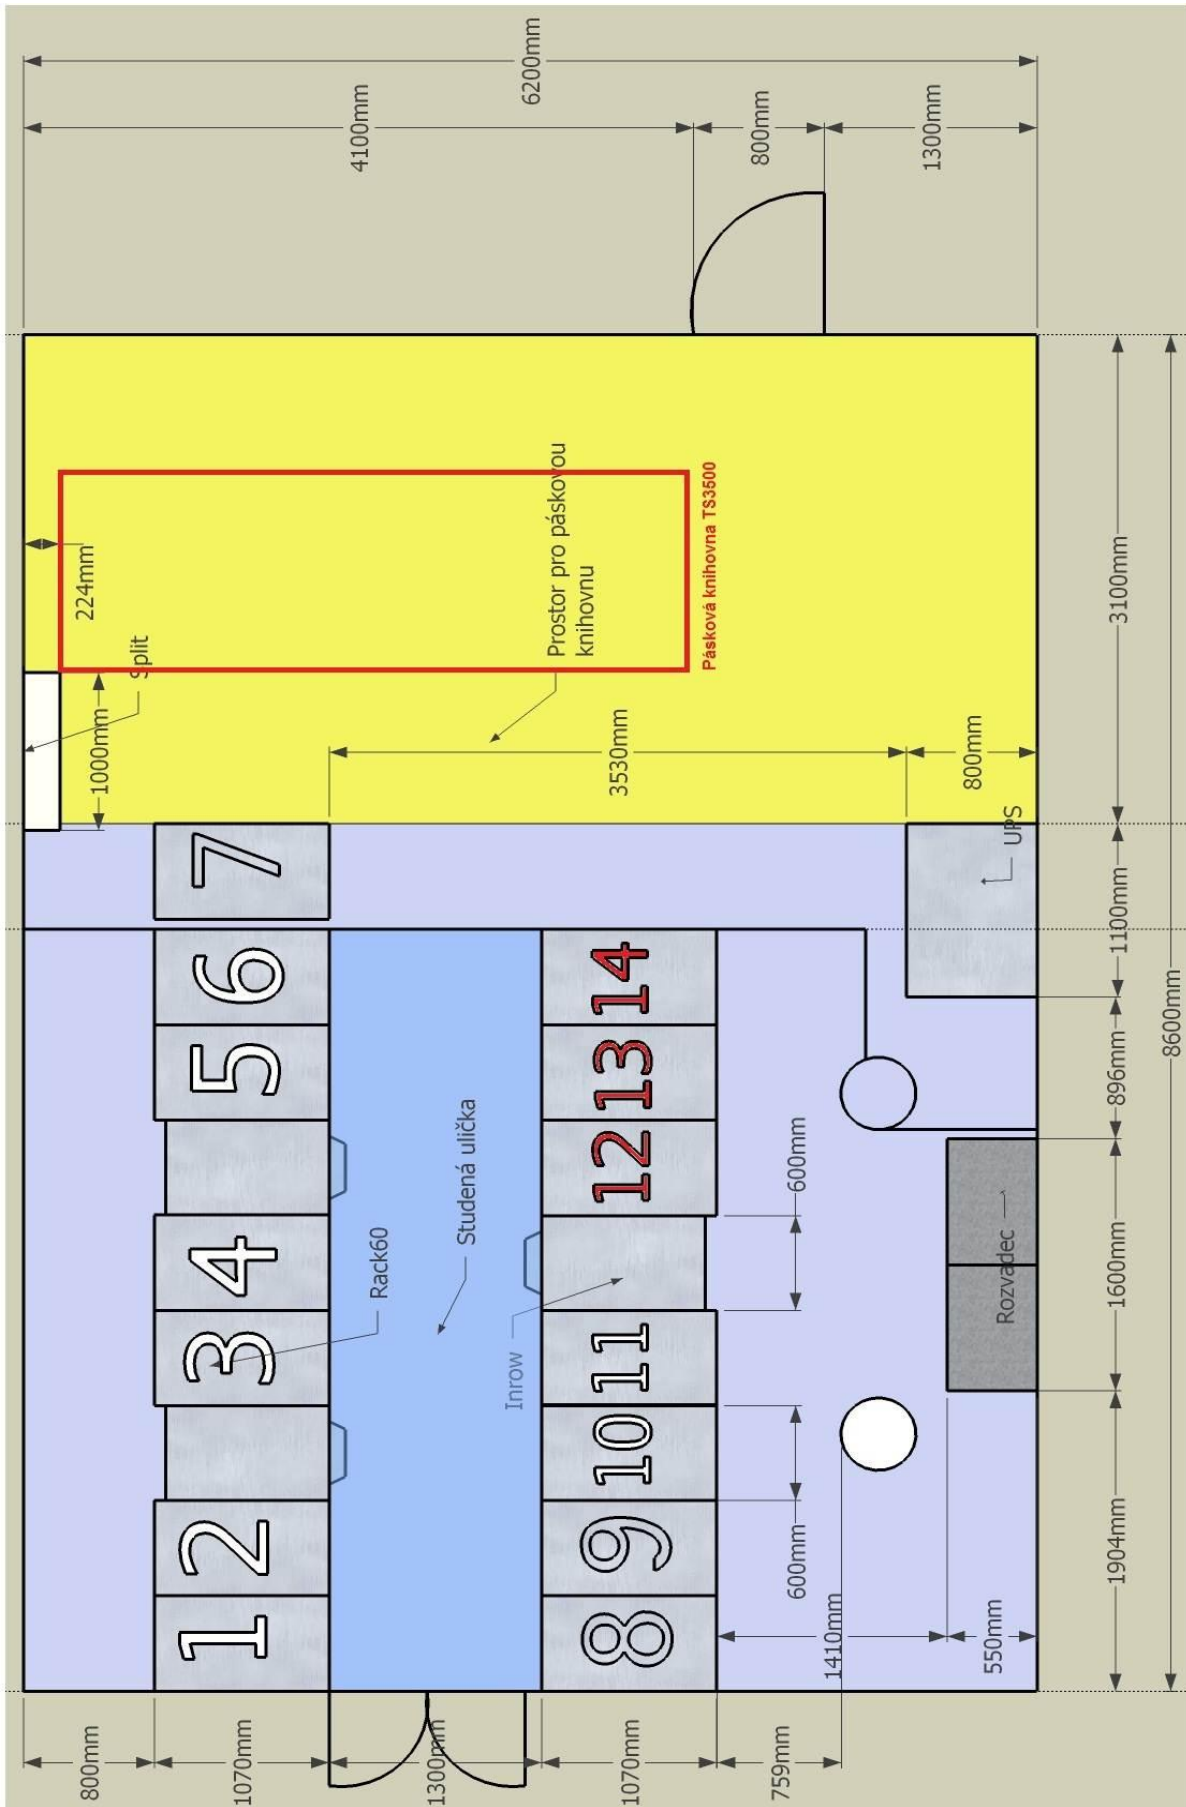 6200mm
4100mm
800mm
1300mm
224mm
Split
1000mm
Prostor pro páskovou
knihovnu
Pásková knihovna TS3500
3530mm
800mm
UPS
3100mm
8600mm
1100mm
896mm
1600mm
1904mm
7
6
5
4
3
2
1
14
13
12
11
10
9
8
Rack60
Studená ulička
Inrow
600mm
600mm
Rozvadec
1410mm
550mm
800mm
1070mm
1300mm
1070mm
759mm